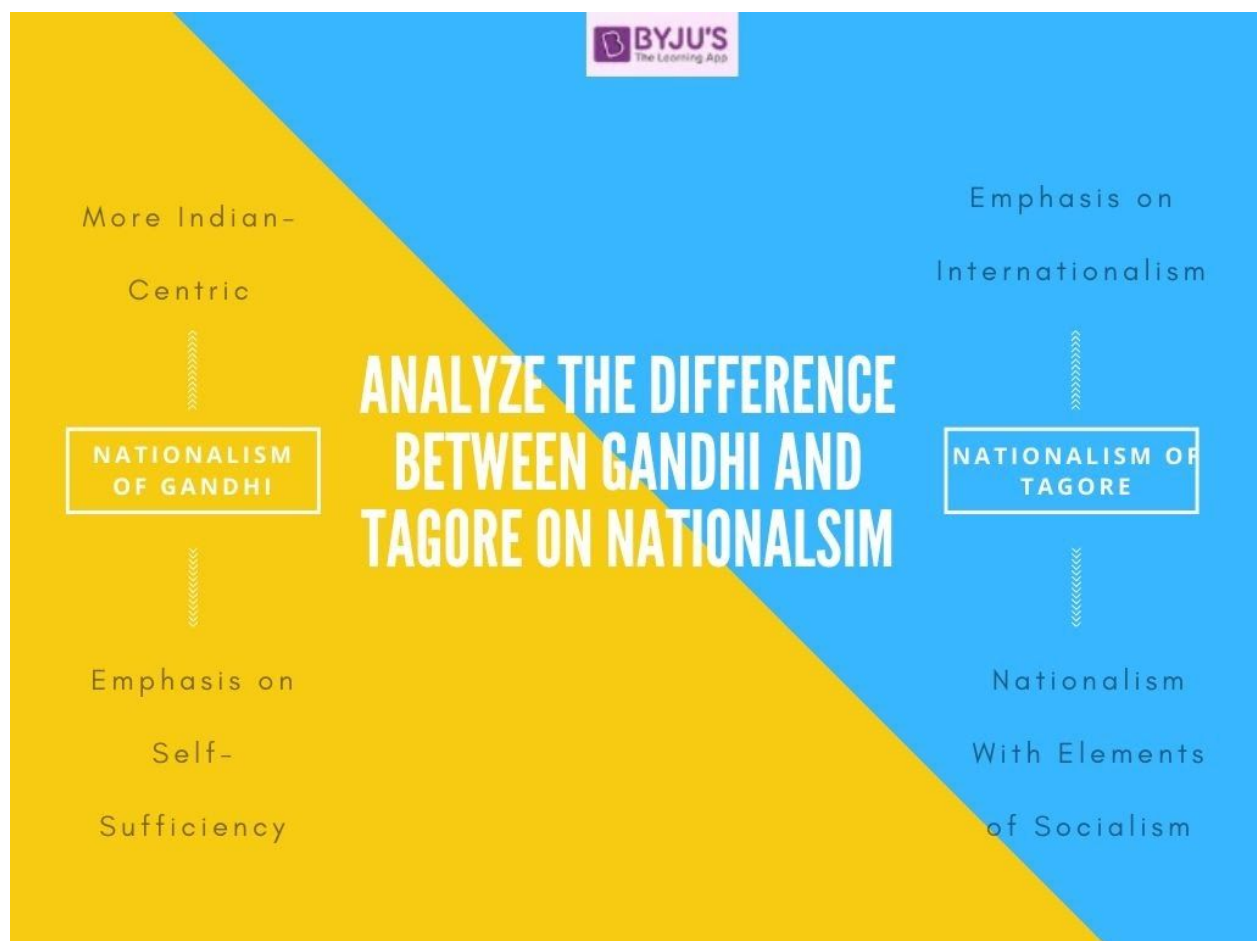 BYJU'S
The Learning App
More Indian-
Centric
NATIONALISM
OF GANDHI
Emphasis on
Self-
Sufficiency
ANALYZE THE DIFFERENCE
BETWEEN GANDHI AND
TAGORE ON NATIONALSIM
Emphasis on
Internationalism
NATIONALISM OF
TAGORE
Nationalism
With Elements
of Socialism